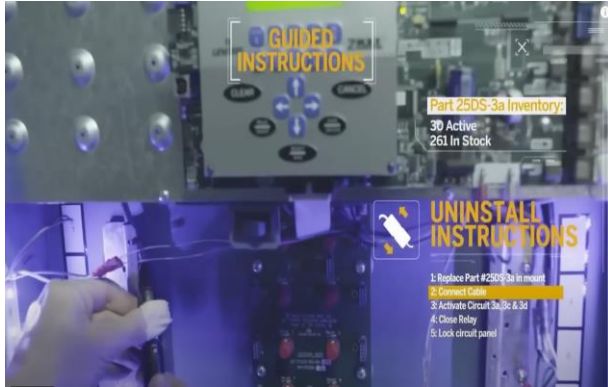 GUIDED
INSTRUCTIONS
CLEAR
CANCEL
Part 25DS-3a Inventory:
30 Active
261 In Stock
UNINSTALL
INSTRUCTIONS
1: Replace Part #25DS-3a in mount
2: Connect Cable
3: Activate Circuit 3a, 3c & 3d
4: Close Relay
5: Lock circuit panel